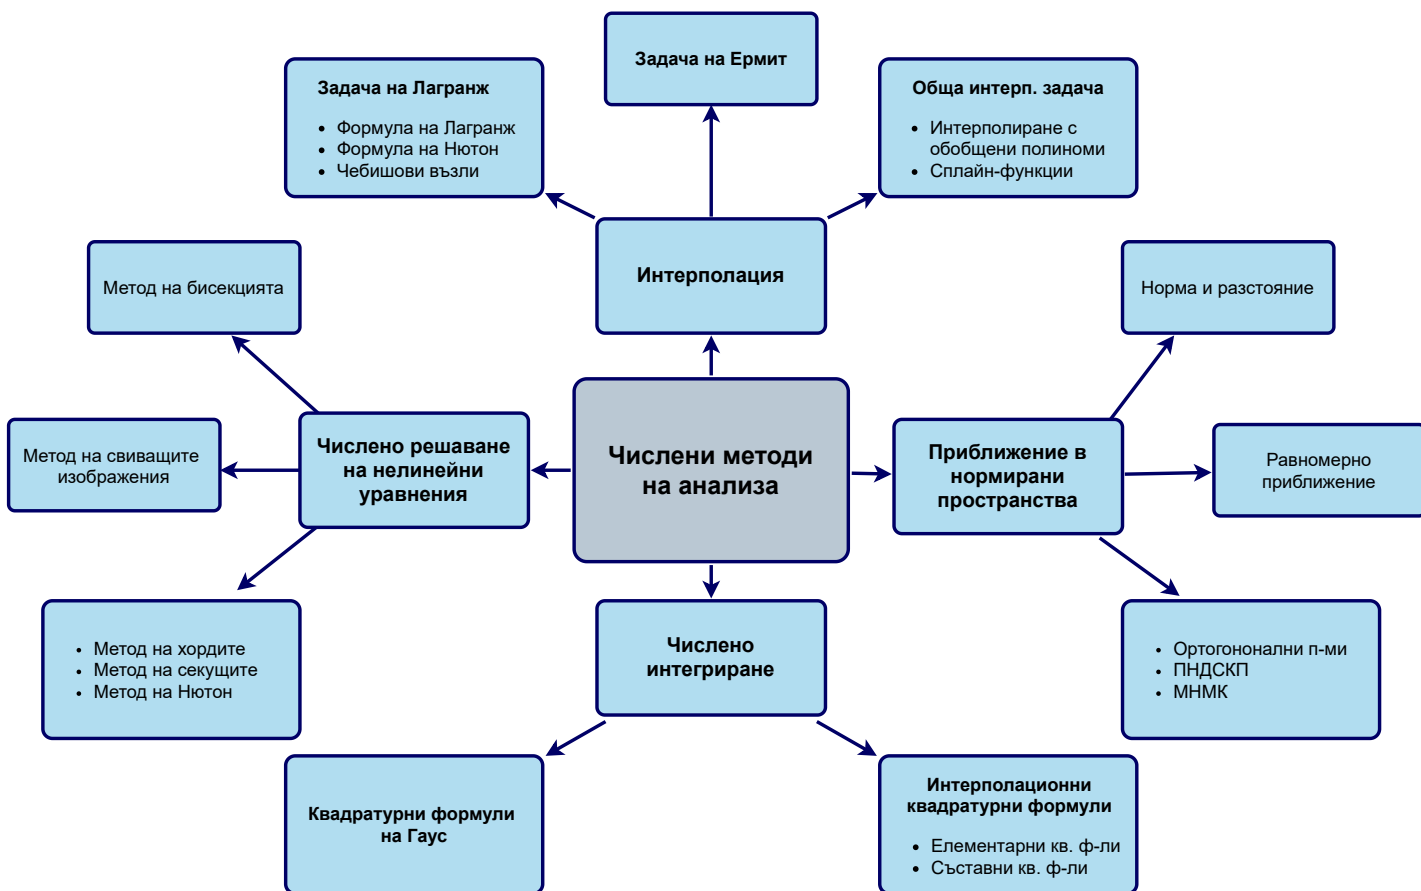 Задача на Ермит
Задача на Лагранж
Формула на Лагранж
Формула на Нютон
Чебишови възли
Обща интерп. задача
Интерполиране с
обобщени полиноми
Сплайн-функции
Интерполация
Метод на бисекцията
Норма и разстояние
Метод на свиващите
изображения
Числено решаване
на нелинейни
уравнения
Числени методи
на анализа
Приближение в
нормирани
пространства
Равномерно
приближение
Метод на хордите
Метод на секущите
Метод на Нютон
Числено
интегриране
Ортогононални п-ми
ПНДСКП
МНМК
Квадратурни формули
на Гаус
Интерполационни
квадратурни формули
Елементарни кв. ф-ли
Съставни кв. ф-ли